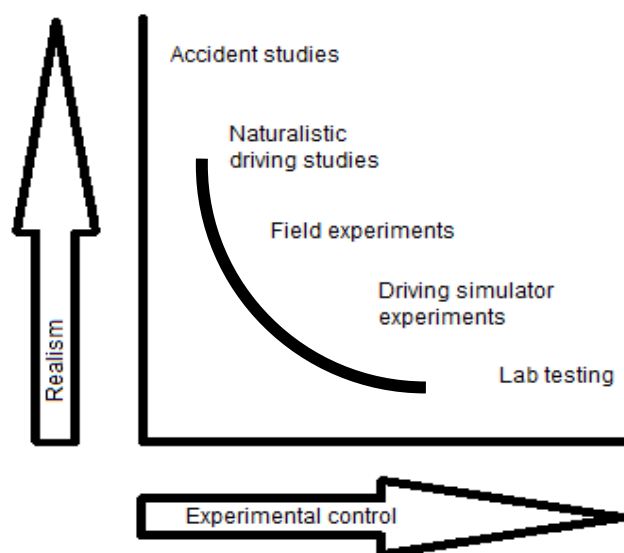 Accident studies
Naturalistic
driving studies
Field experiments
Driving simulator
experiments
Lab testing
Realism
Experimental control